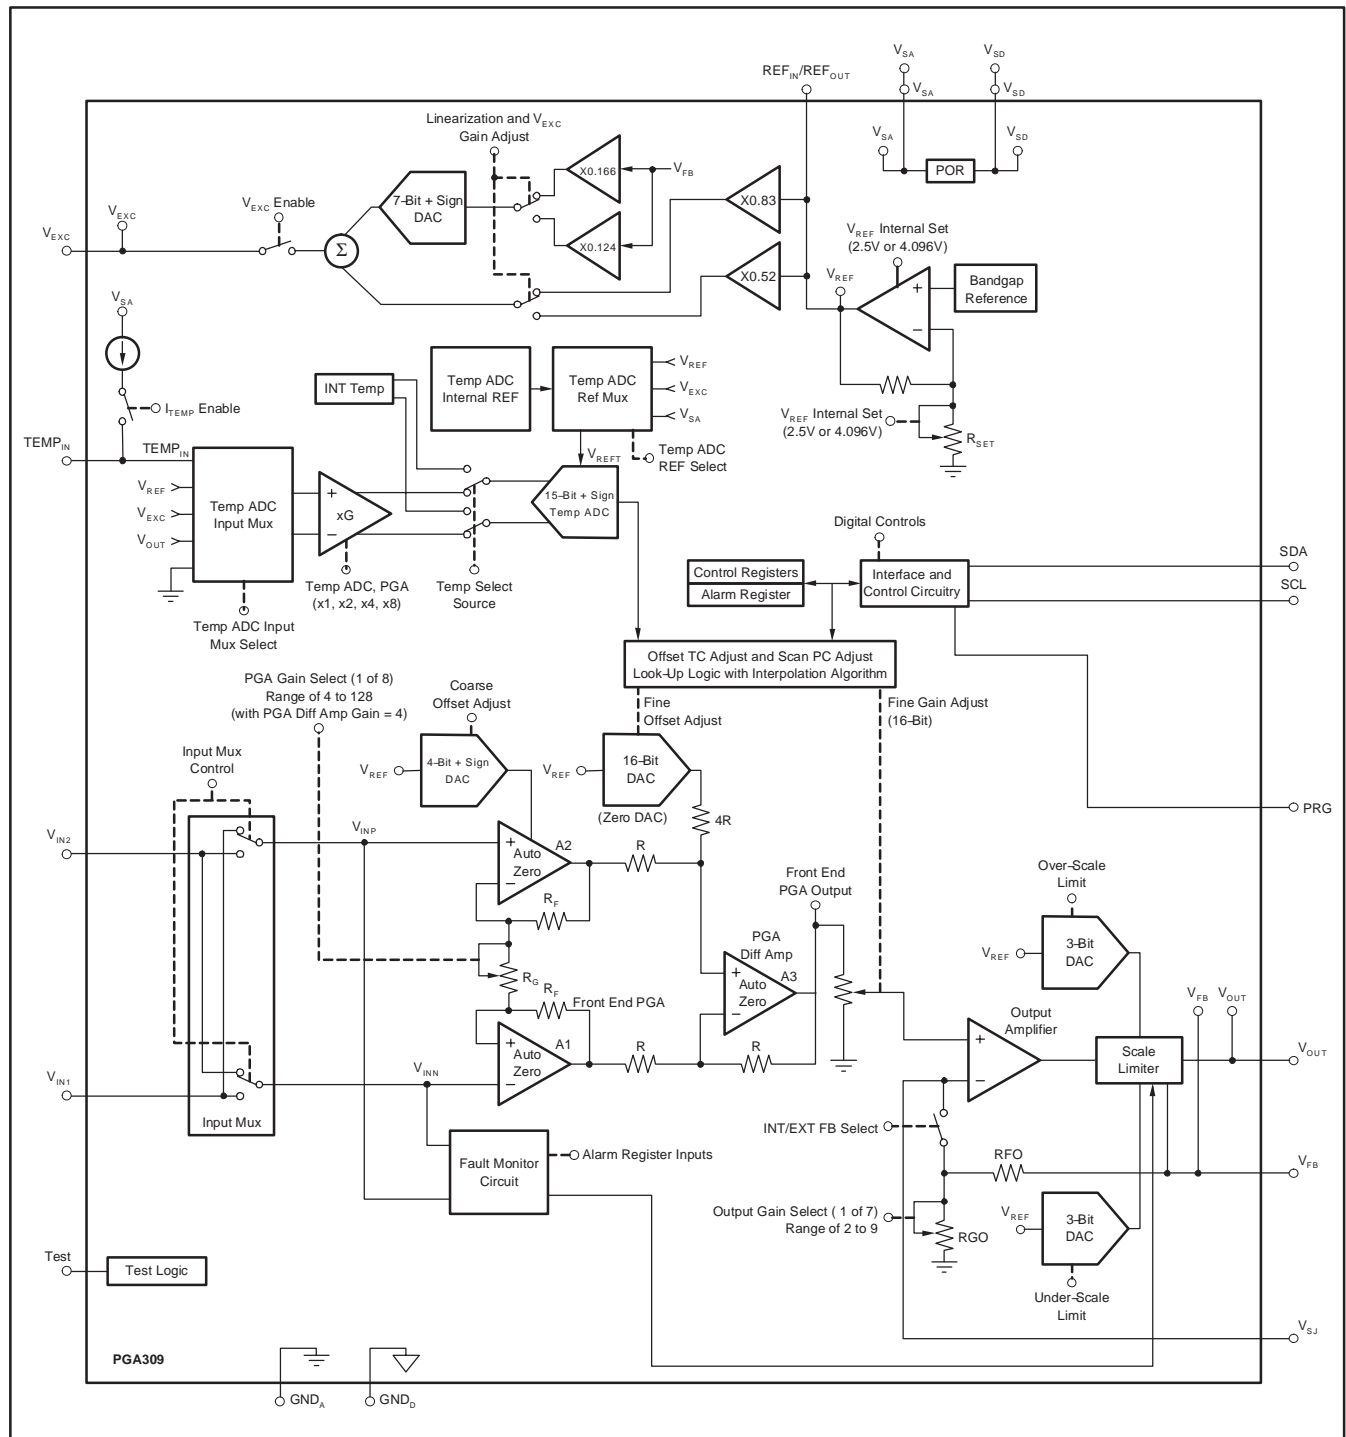 V_SA
V_SD
REF_IN/REF_OUT
V_SA
V_SD
Linearization and V_EXC
Gain Adjust
V_SA
V_SD
POR
X0.166
V_FB
7-Bit + Sign
DAC
X0.83
V_EXC
V_EXC Enable
V_EXC
Σ
X0.124
X0.52
V_REF Internal Set
(2.5V or 4.096V)
V_REF
+
−
Bandgap
Reference
V_SA
INT Temp
Temp ADC
Internal REF
Temp ADC
Ref Mux
V_REF
V_EXC
V_SA
I_TEMP Enable
V_REF Internal Set
(2.5V or 4.096V)
R_SET
TEMP_IN
TEMP_IN
V_REFT
Temp ADC
REF Select
V_REF
V_EXC
V_OUT
Temp ADC
Input Mux
+
xG
−
15-Bit + Sign
Temp ADC
Digital Controls
SDA
SCL
Temp ADC, PGA
(x1, x2, x4, x8)
Temp Select
Source
Control Registers
Alarm Register
Interface and
Control Circuitry
Temp ADC Input
Mux Select
Offset TC Adjust and Scan PC Adjust
Look-Up Logic with Interpolation Algorithm
PGA Gain Select (1 of 8)
Range of 4 to 128
(with PGA Diff Amp Gain = 4)
Coarse
Offset Adjust
Fine
Offset Adjust
Fine Gain Adjust
(16-Bit)
Input Mux
Control
V_REF
4-Bit + Sign
DAC
V_REF
16-Bit
DAC
(Zero DAC)
4R
PRG
V_IN2
V_INP
+
Auto
Zero
−
A2
R
R_F
Front End
PGA Output
Over-Scale
Limit
R_G
PGA
Diff Amp
+
Auto
Zero
−
A3
V_REF
3-Bit
DAC
R_F
Front End PGA
V_FB
V_OUT
+
Auto
Zero
−
A1
R
R
Output
Amplifier
+
−
Scale
Limiter
V_OUT
V_IN1
V_INN
Input Mux
INT/EXT FB Select
Fault Monitor
Circuit
Alarm Register Inputs
RFO
V_FB
Output Gain Select ( 1 of 7)
Range of 2 to 9
RGO
V_REF
3-Bit
DAC
Test
Test Logic
Under-Scale
Limit
V_SJ
PGA309
GND_A
GND_D